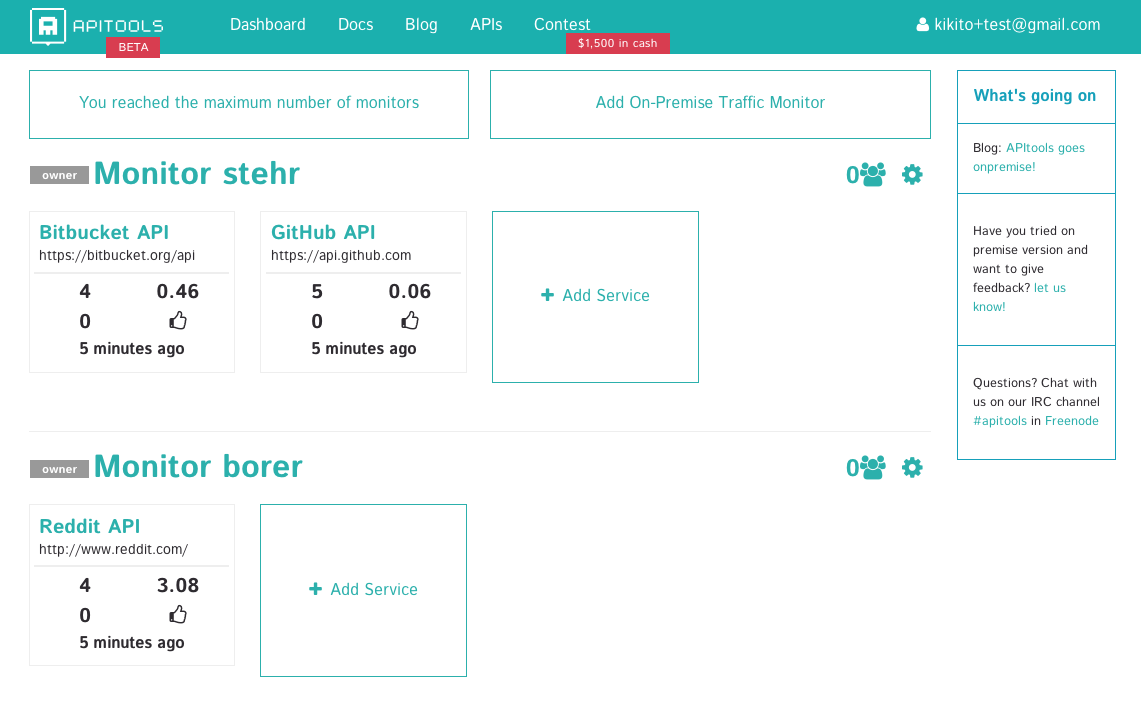 APITOOLS
BETA
Dashboard Docs Blog APIs Contest
$1,500 in cash
kikito+test@gmail.com
You reached the maximum number of monitors
Add On-Premise Traffic Monitor
owner Monitor stehr
0
Bitbucket API
https://bitbucket.org/api
4 0.46
0
5 minutes ago
GitHub API
https://api.github.com
5 0.06
0
5 minutes ago
Add Service
owner Monitor borer
0
Reddit API
http://www.reddit.com/
4 3.08
0
5 minutes ago
Add Service
What's going on
Blog: APItools goes
onpremise!
Have you tried on
premise version and
want to give
feedback? let us
know!
Questions? Chat with
us on our IRC channel
#apitools in Freenode